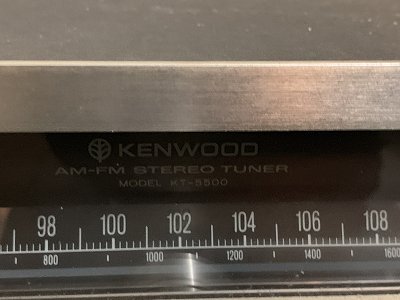 KENWOOD
AM-FM STEREO TUNER
MODEL KT-5500
98 100 102 104 106 108
800 1000 1200 1400 1600